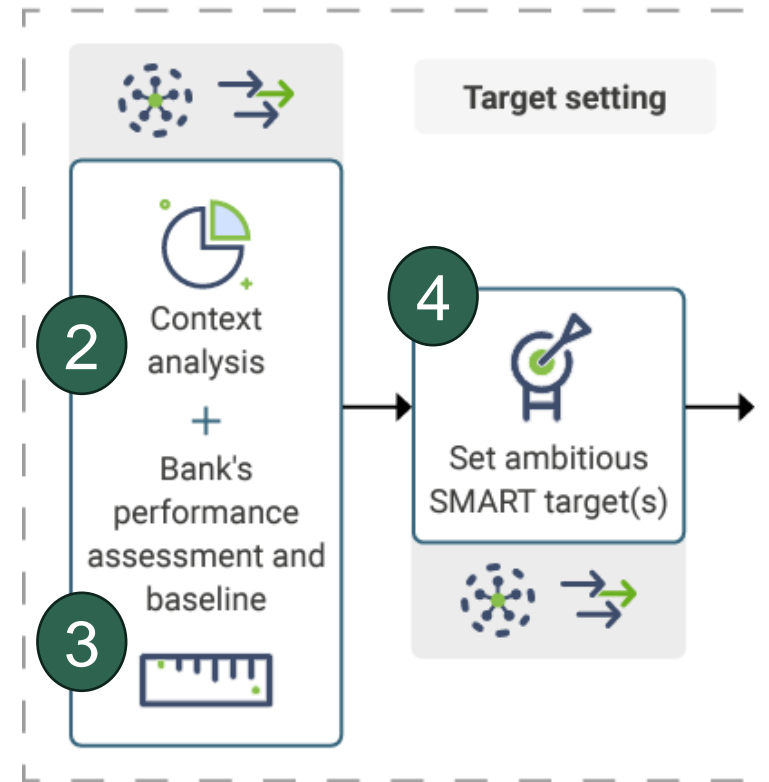 Target setting
2
Context
analysis
+
Bank's
performance
assessment and
baseline
3
4
Set ambitious
SMART target(s)